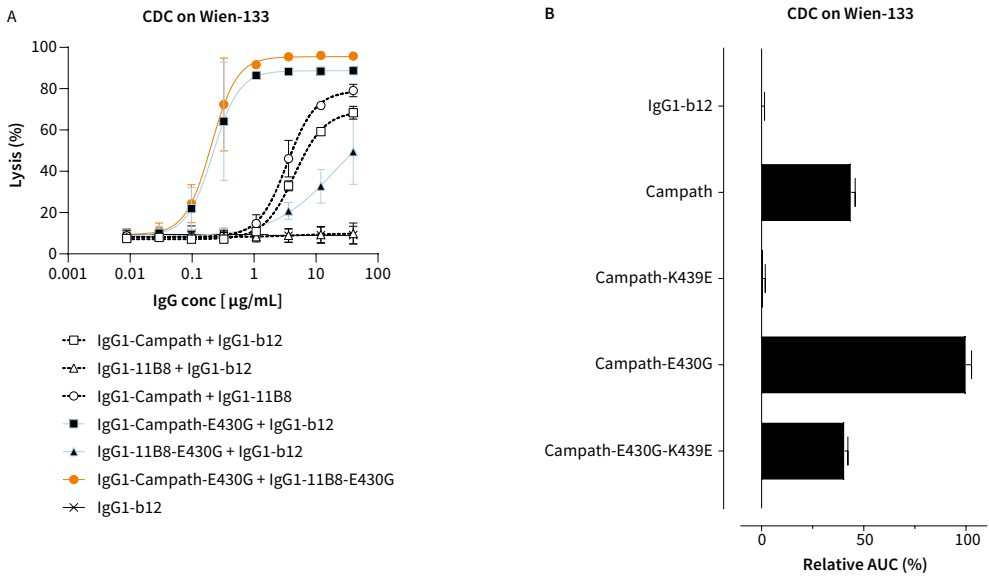 A
CDC on Wien-133
100
80
60
40
20
0
Lysis (%)
0.001
0.01
0.1
1
10
100
IgG conc [ µg/mL]
IgG1-Campath + IgG1-b12
IgG1-11B8 + IgG1-b12
IgG1-Campath + IgG1-11B8
IgG1-Campath-E430G + IgG1-b12
IgG1-11B8-E430G + IgG1-b12
IgG1-Campath-E430G + IgG1-11B8-E430G
IgG1-b12
B
CDC on Wien-133
IgG1-b12
Campath
Campath-K439E
Campath-E430G
Campath-E430G-K439E
0
50
100
Relative AUC (%)